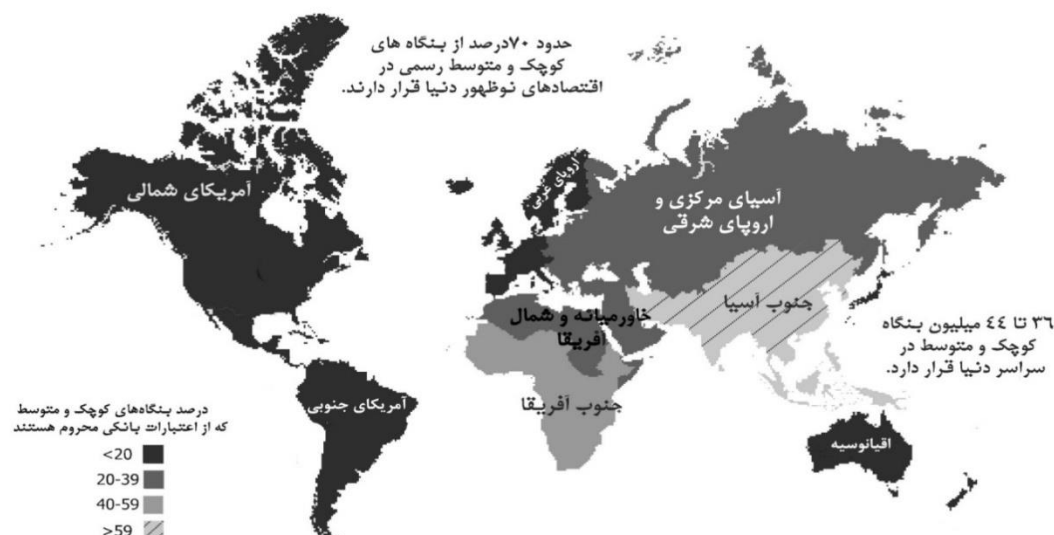 حدود ۷۰درصد از بنگاه های
کوچک و متوسط رسمی در
اقتصادهای نوظهور دنیا قرار دارند.
آمریکای شمالی
اروپای غربی
آسیای مرکزی و
اروپای شرقی
خاورمیانه و شمال
آفریقا
جنوب آسیا
۳۶ تا ۴۴ میلیون بنگاه
کوچک و متوسط در
سراسر دنیا قرار دارد.
آمریکای جنوبی
جنوب آفریقا
اقیانوسیه
درصد بنگاه‌های کوچک و متوسط
که از اعتبارات بانکی محروم هستند
<20
20-39
40-59
>59